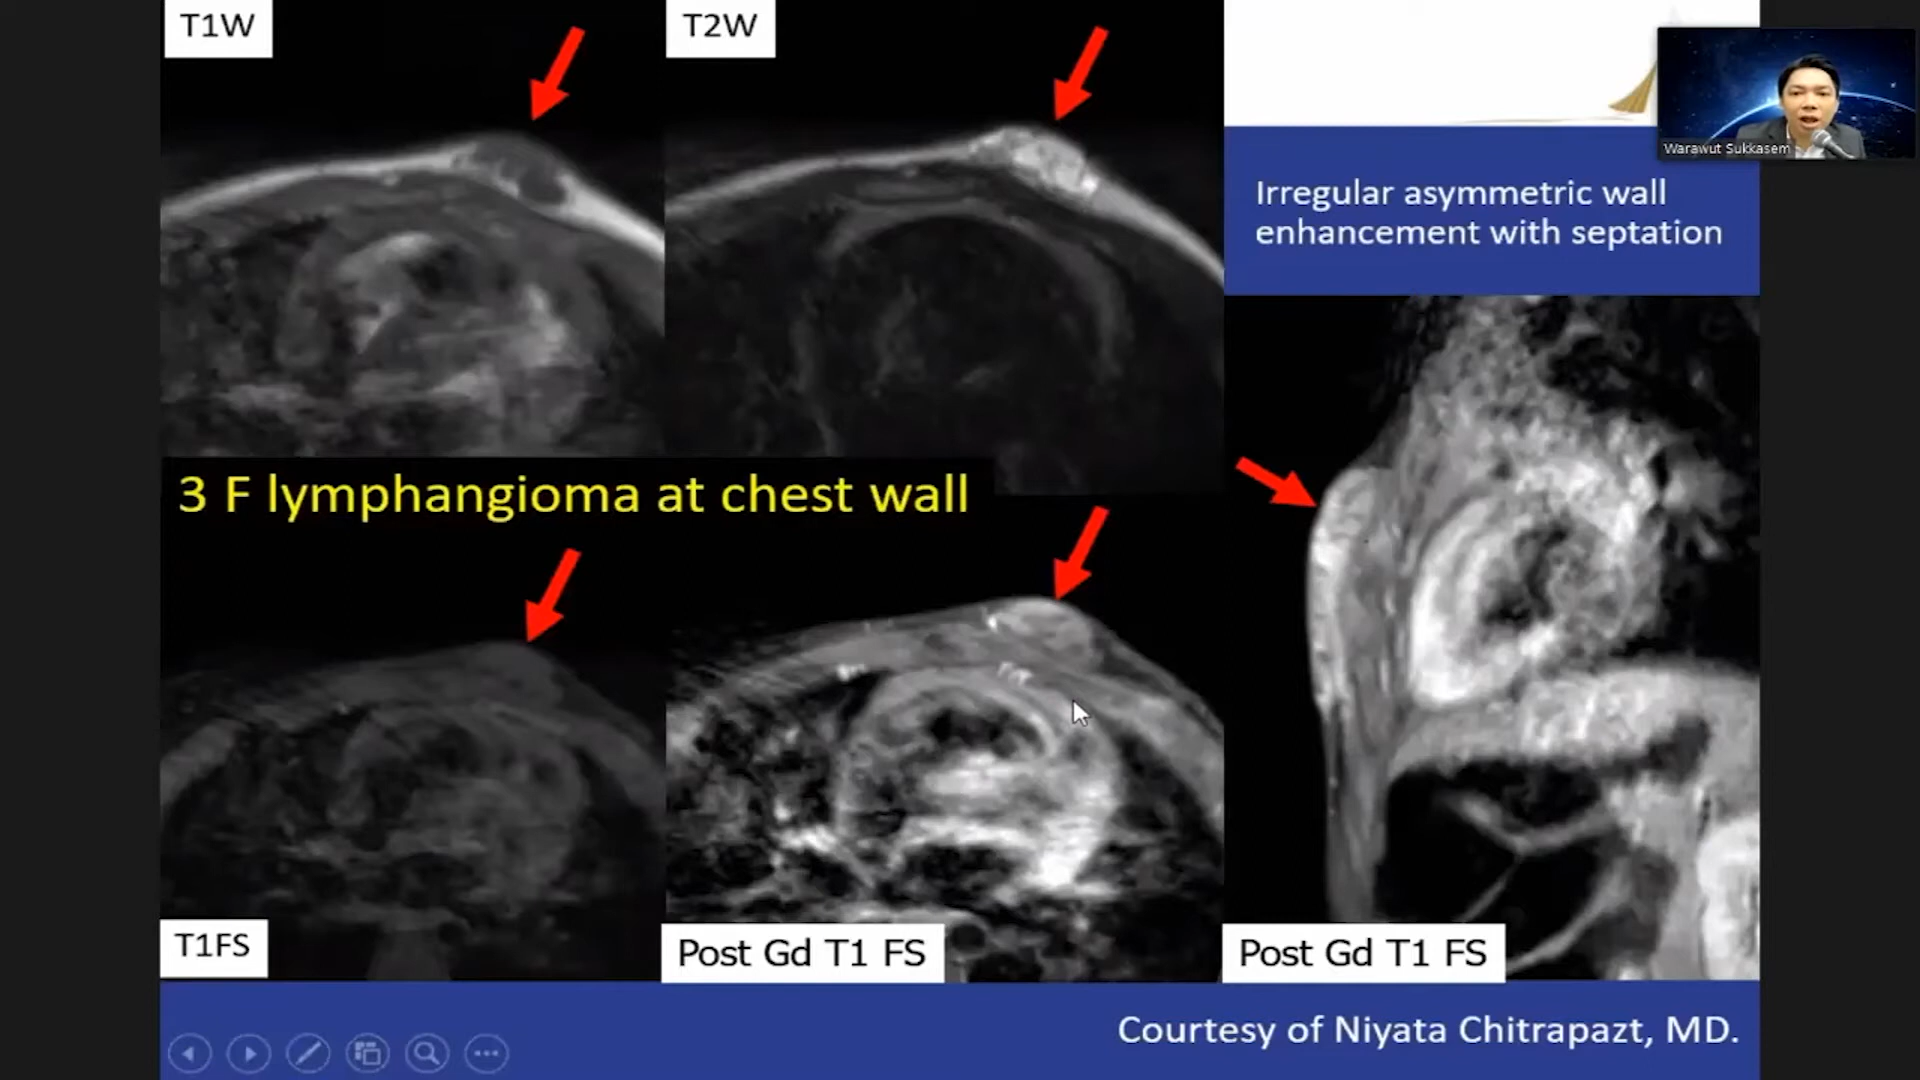 T1W
T2W
Warawut Sukkasem
Irregular asymmetric wall
enhancement with septation
3 F lymphangioma at chest wall
T1FS
Post Gd T1 FS
Post Gd T1 FS
Courtesy of Niyata Chitrapazt, MD.